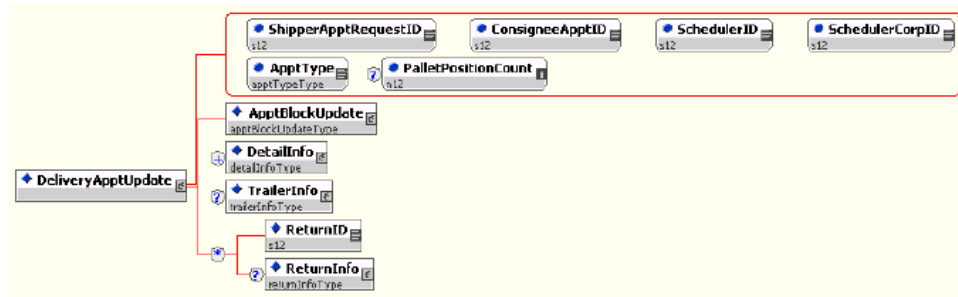 ShipperApptRequestID ConsigneeApptID SchedulerID SchedulerCorpID
s12 s12 s12 s12
ApptType ? PalletPositionCount
apptTypeType n12
ApptBlockUpdate
apptBlockUpdateType
+ DetailInfo
detailInfoType
DeliveryApptUpdate
? TrailerInfo
trailerInfoType
* ReturnID
s12
? ReturnInfo
returnInfoType